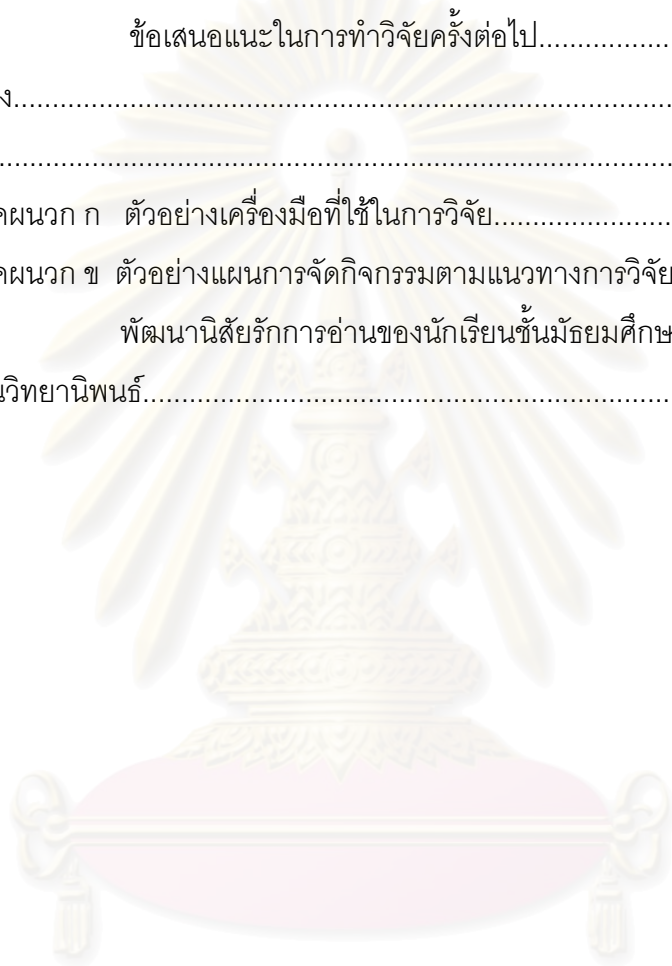 ข้อเสนอแนะในการทำวิจัยครั้งต่อไป................
ง................................................................................
................................................................................
คผนวก ก ตัวอย่างเครื่องมือที่ใช้ในการวิจัย......................
คผนวก ข ตัวอย่างแผนการจัดกิจกรรมตามแนวทางการวิจัย
พัฒนานิสัยรักการอ่านของนักเรียนชั้นมัธยมศึกษ
นวิทยานิพนธ์................................................................